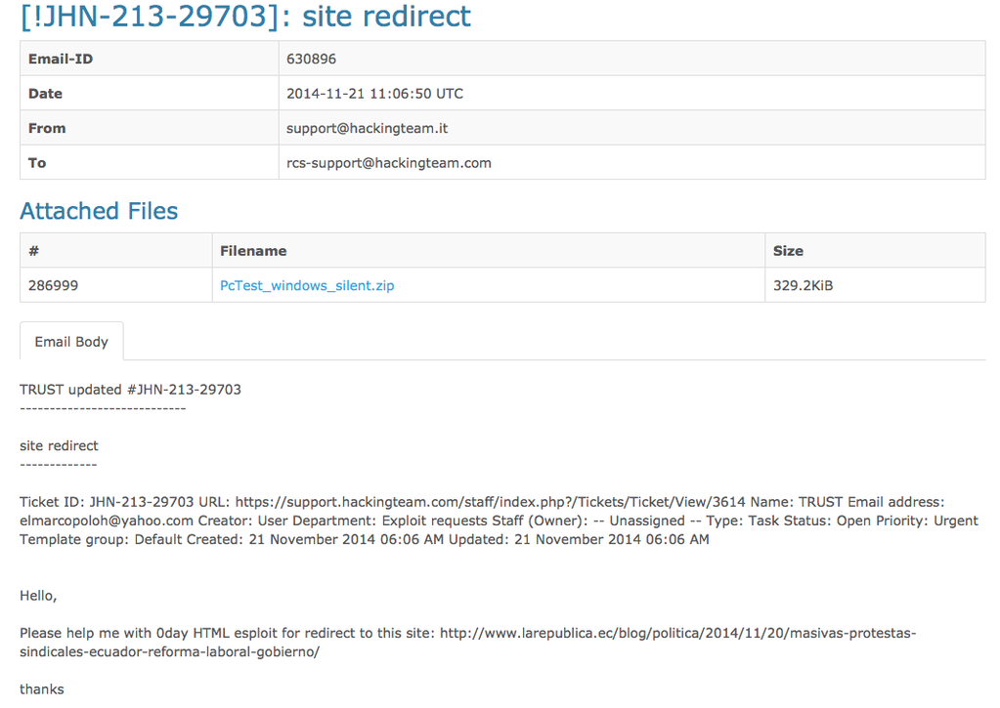 [!JHN-213-29703]: site redirect
Email-ID 630896
Date 2014-11-21 11:06:50 UTC
From support@hackingteam.it
To rcs-support@hackingteam.com
Attached Files
# Filename Size
286999 PcTest_windows_silent.zip 329.2KiB
Email Body
TRUST updated #JHN-213-29703
----------------------------
site redirect
-------------
Ticket ID: JHN-213-29703 URL: https://support.hackingteam.com/staff/index.php?/Tickets/Ticket/View/3614 Name: TRUST Email address:
elmarcopoloh@yahoo.com Creator: User Department: Exploit requests Staff (Owner): -- Unassigned -- Type: Task Status: Open Priority: Urgent
Template group: Default Created: 21 November 2014 06:06 AM Updated: 21 November 2014 06:06 AM
Hello,
Please help me with 0day HTML esploit for redirect to this site: http://www.larepublica.ec/blog/politica/2014/11/20/masivas-protestas-
sindicales-ecuador-reforma-laboral-gobierno/
thanks